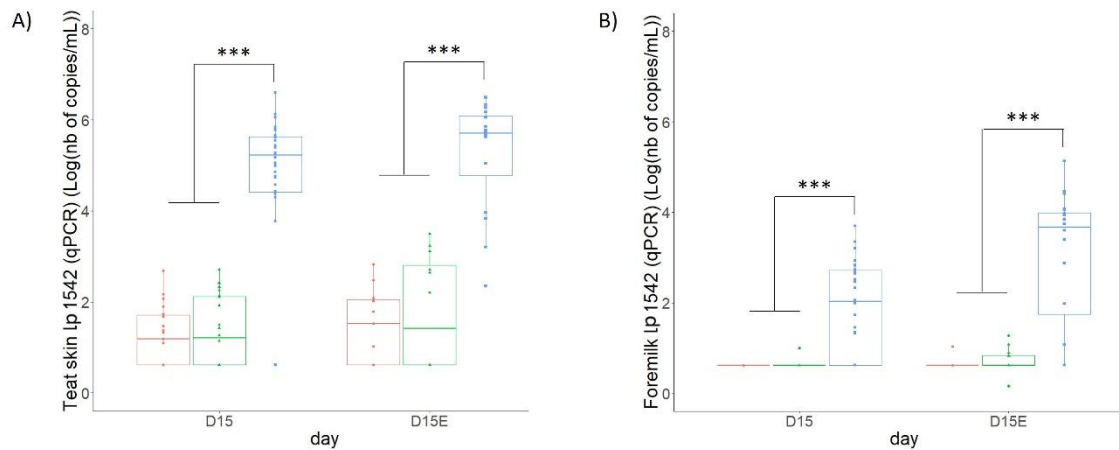 A)
Teat skin Lp 1542 (qPCR) (Log(nb of copies/mL))
8
6
4
2
0
***
***
D15
D15E
day
B)
Foremilk Lp 1542 (qPCR) (Log(nb of copies/mL))
8
6
4
2
0
***
***
D15
D15E
day